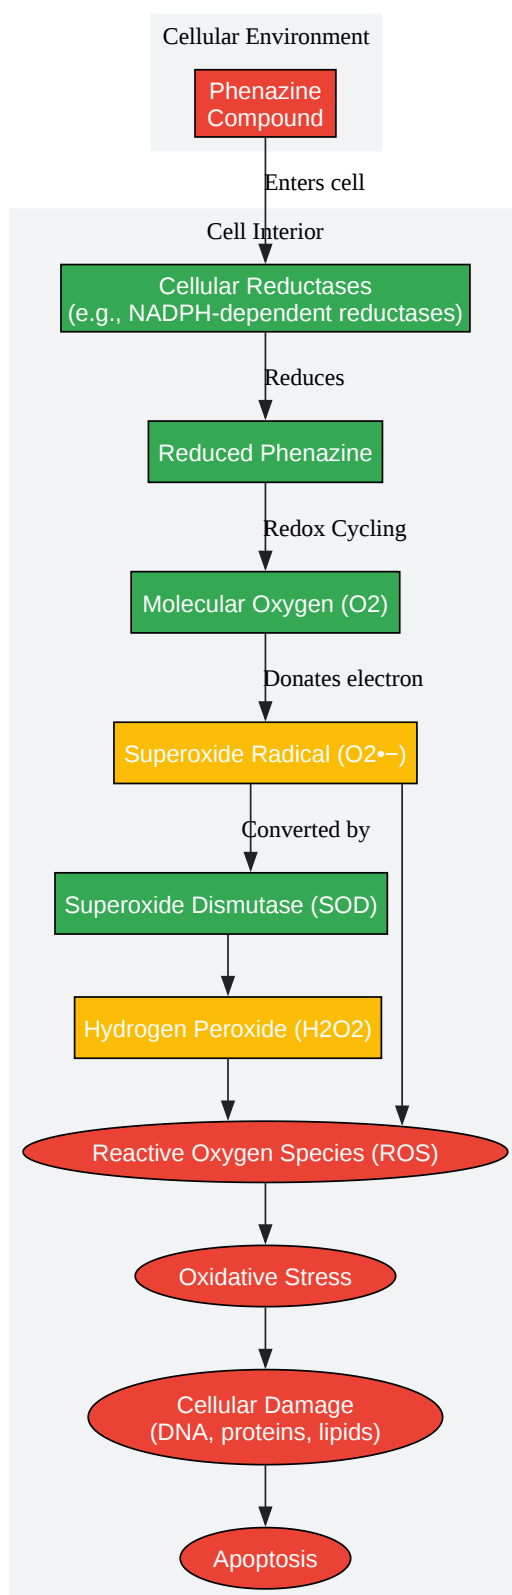 Cellular Environment
Phenazine
Compound
Enters cell
Cell Interior
Cellular Reductases
(e.g., NADPH-dependent reductases)
Reduces
Reduced Phenazine
Redox Cycling
Molecular Oxygen (O2)
Donates electron
Superoxide Radical (O2•−)
Converted by
Superoxide Dismutase (SOD)
Hydrogen Peroxide (H2O2)
Reactive Oxygen Species (ROS)
Oxidative Stress
Cellular Damage
(DNA, proteins, lipids)
Apoptosis